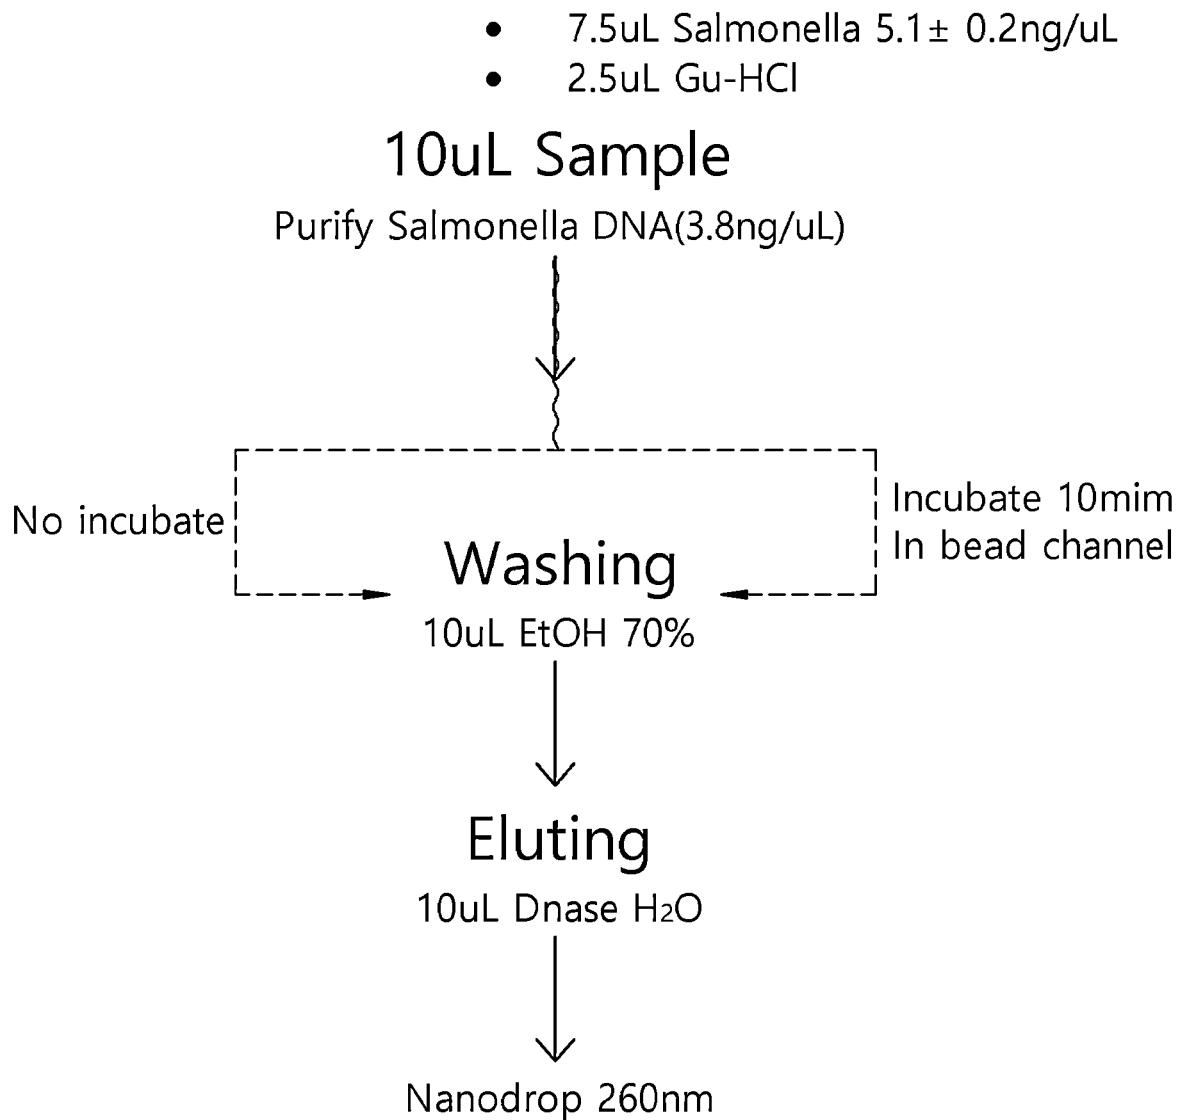 • 7.5uL Salmonella 5.1± 0.2ng/uL
• 2.5uL Gu-HCl
10uL Sample
Purify Salmonella DNA(3.8ng/uL)
No incubate
Incubate 10mim
In bead channel
Washing
10uL EtOH 70%
Eluting
10uL Dnase H₂O
Nanodrop 260nm